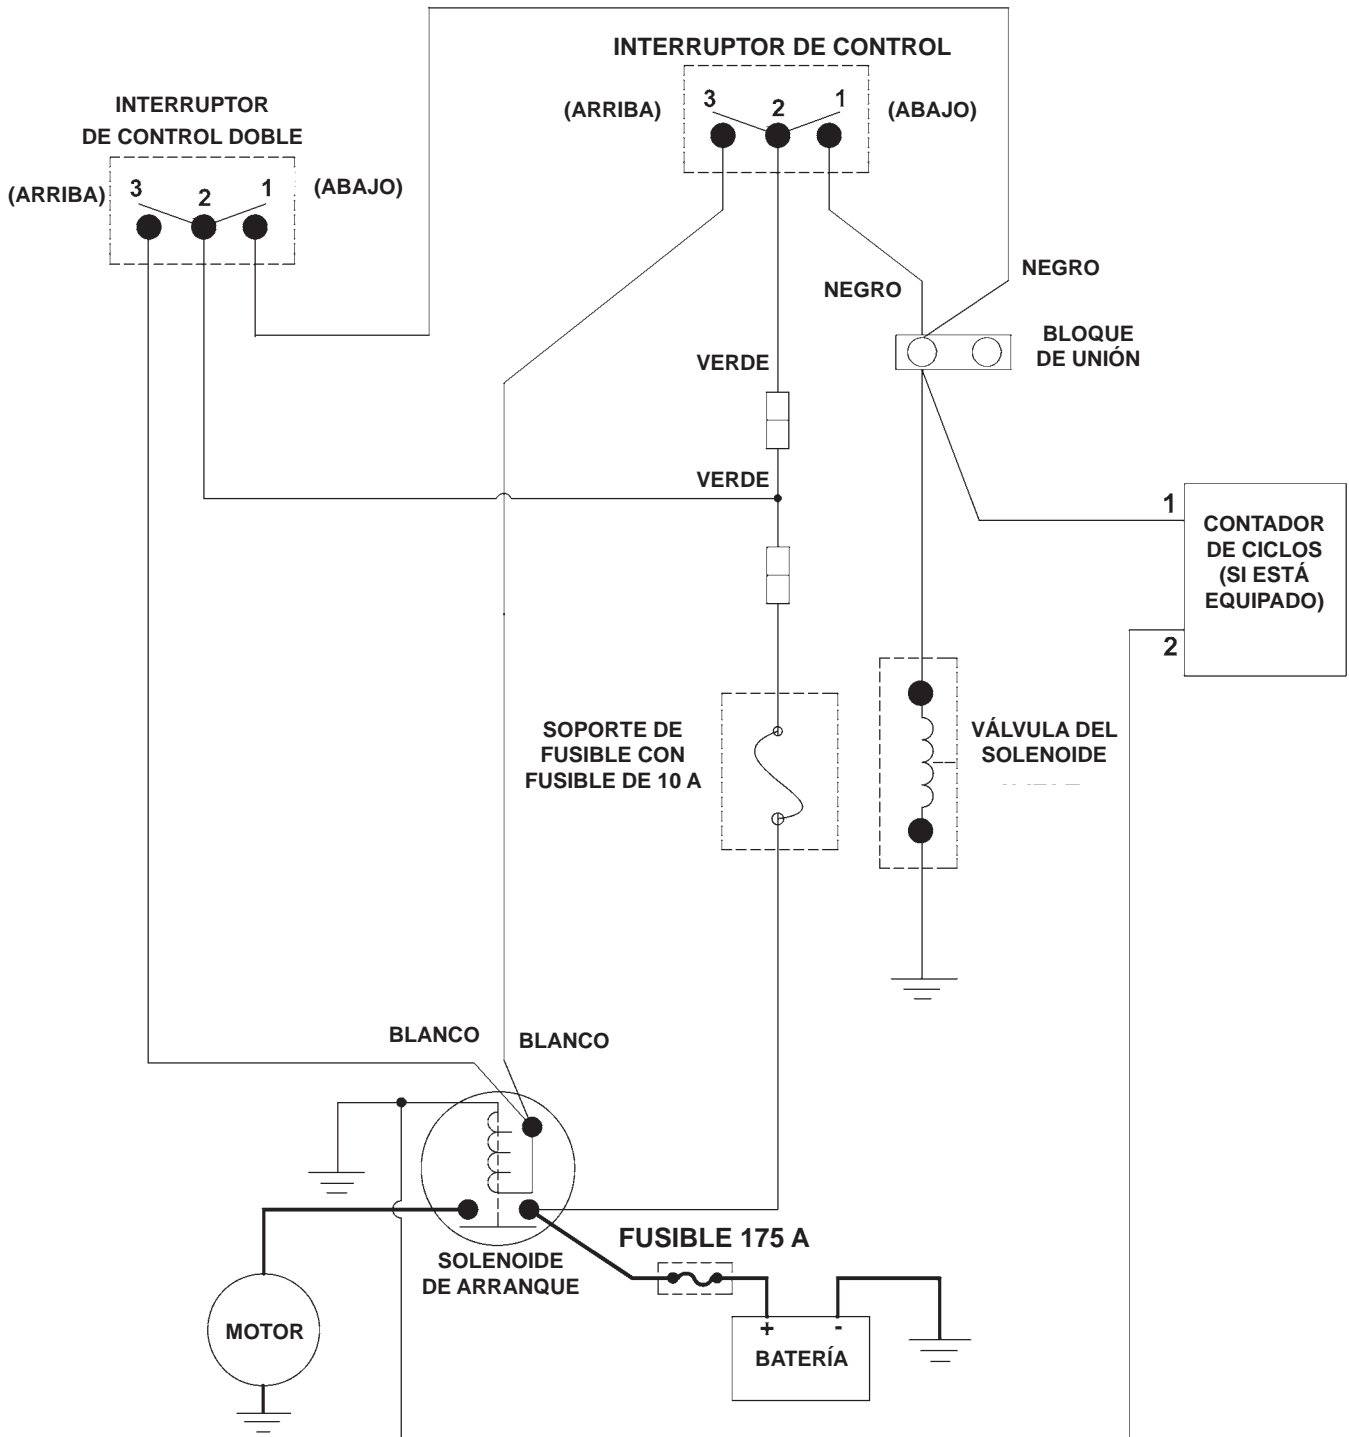 INTERRUPTOR DE CONTROL
(ARRIBA)
3
2
1
(ABAJO)
INTERRUPTOR
DE CONTROL DOBLE
(ARRIBA)
3
2
1
(ABAJO)
NEGRO
NEGRO
BLOQUE
DE UNIÓN
VERDE
VERDE
1
CONTADOR
DE CICLOS
(SI ESTÁ
EQUIPADO)
2
SOPORTE DE
FUSIBLE CON
FUSIBLE DE 10 A
VÁLVULA DEL
SOLENOIDE
BLANCO
BLANCO
SOLENOIDE
DE ARRANQUE
FUSIBLE 175 A
MOTOR
+
-
BATERÍA